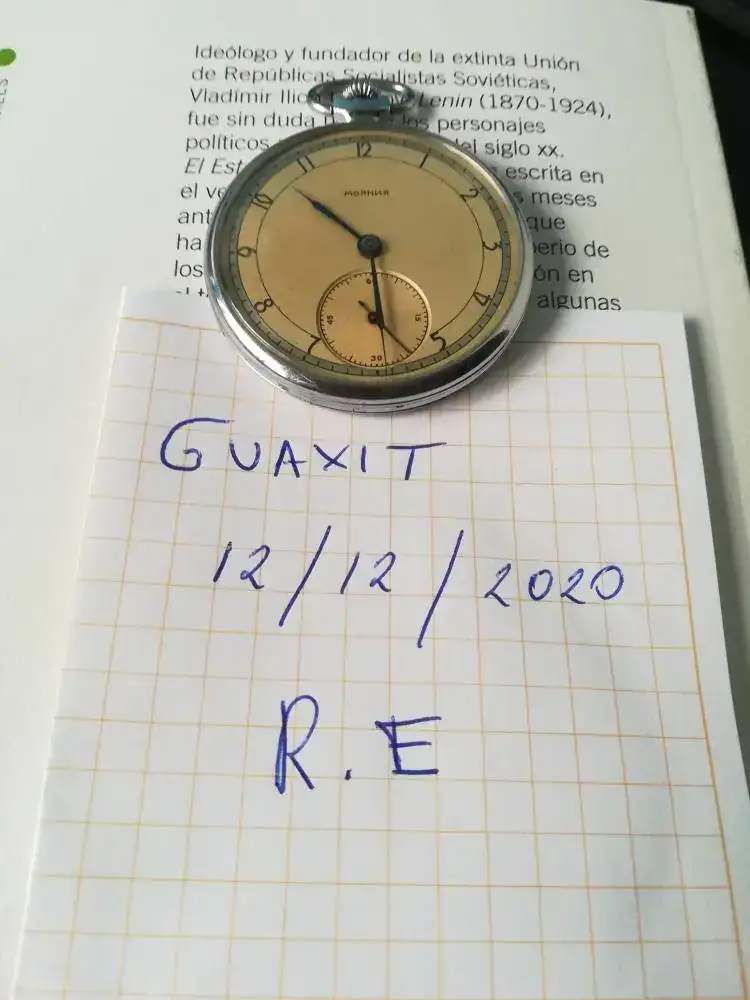 Ideólogo y fundador de la extinta Unión
de Repúblicas Socialistas Soviéticas,
Vladímir Ilich Lenin (1870-1924),
fue sin duda los personajes
políticos del siglo xx.
El Est escrita en
el ve s meses
ant que
ha perio de
los ón en
algunas
12
1
2
3
4
5
7
8
9
10
11
МОЛНИЯ
15
30
45
GUAXIT
12/12/2020
R.E